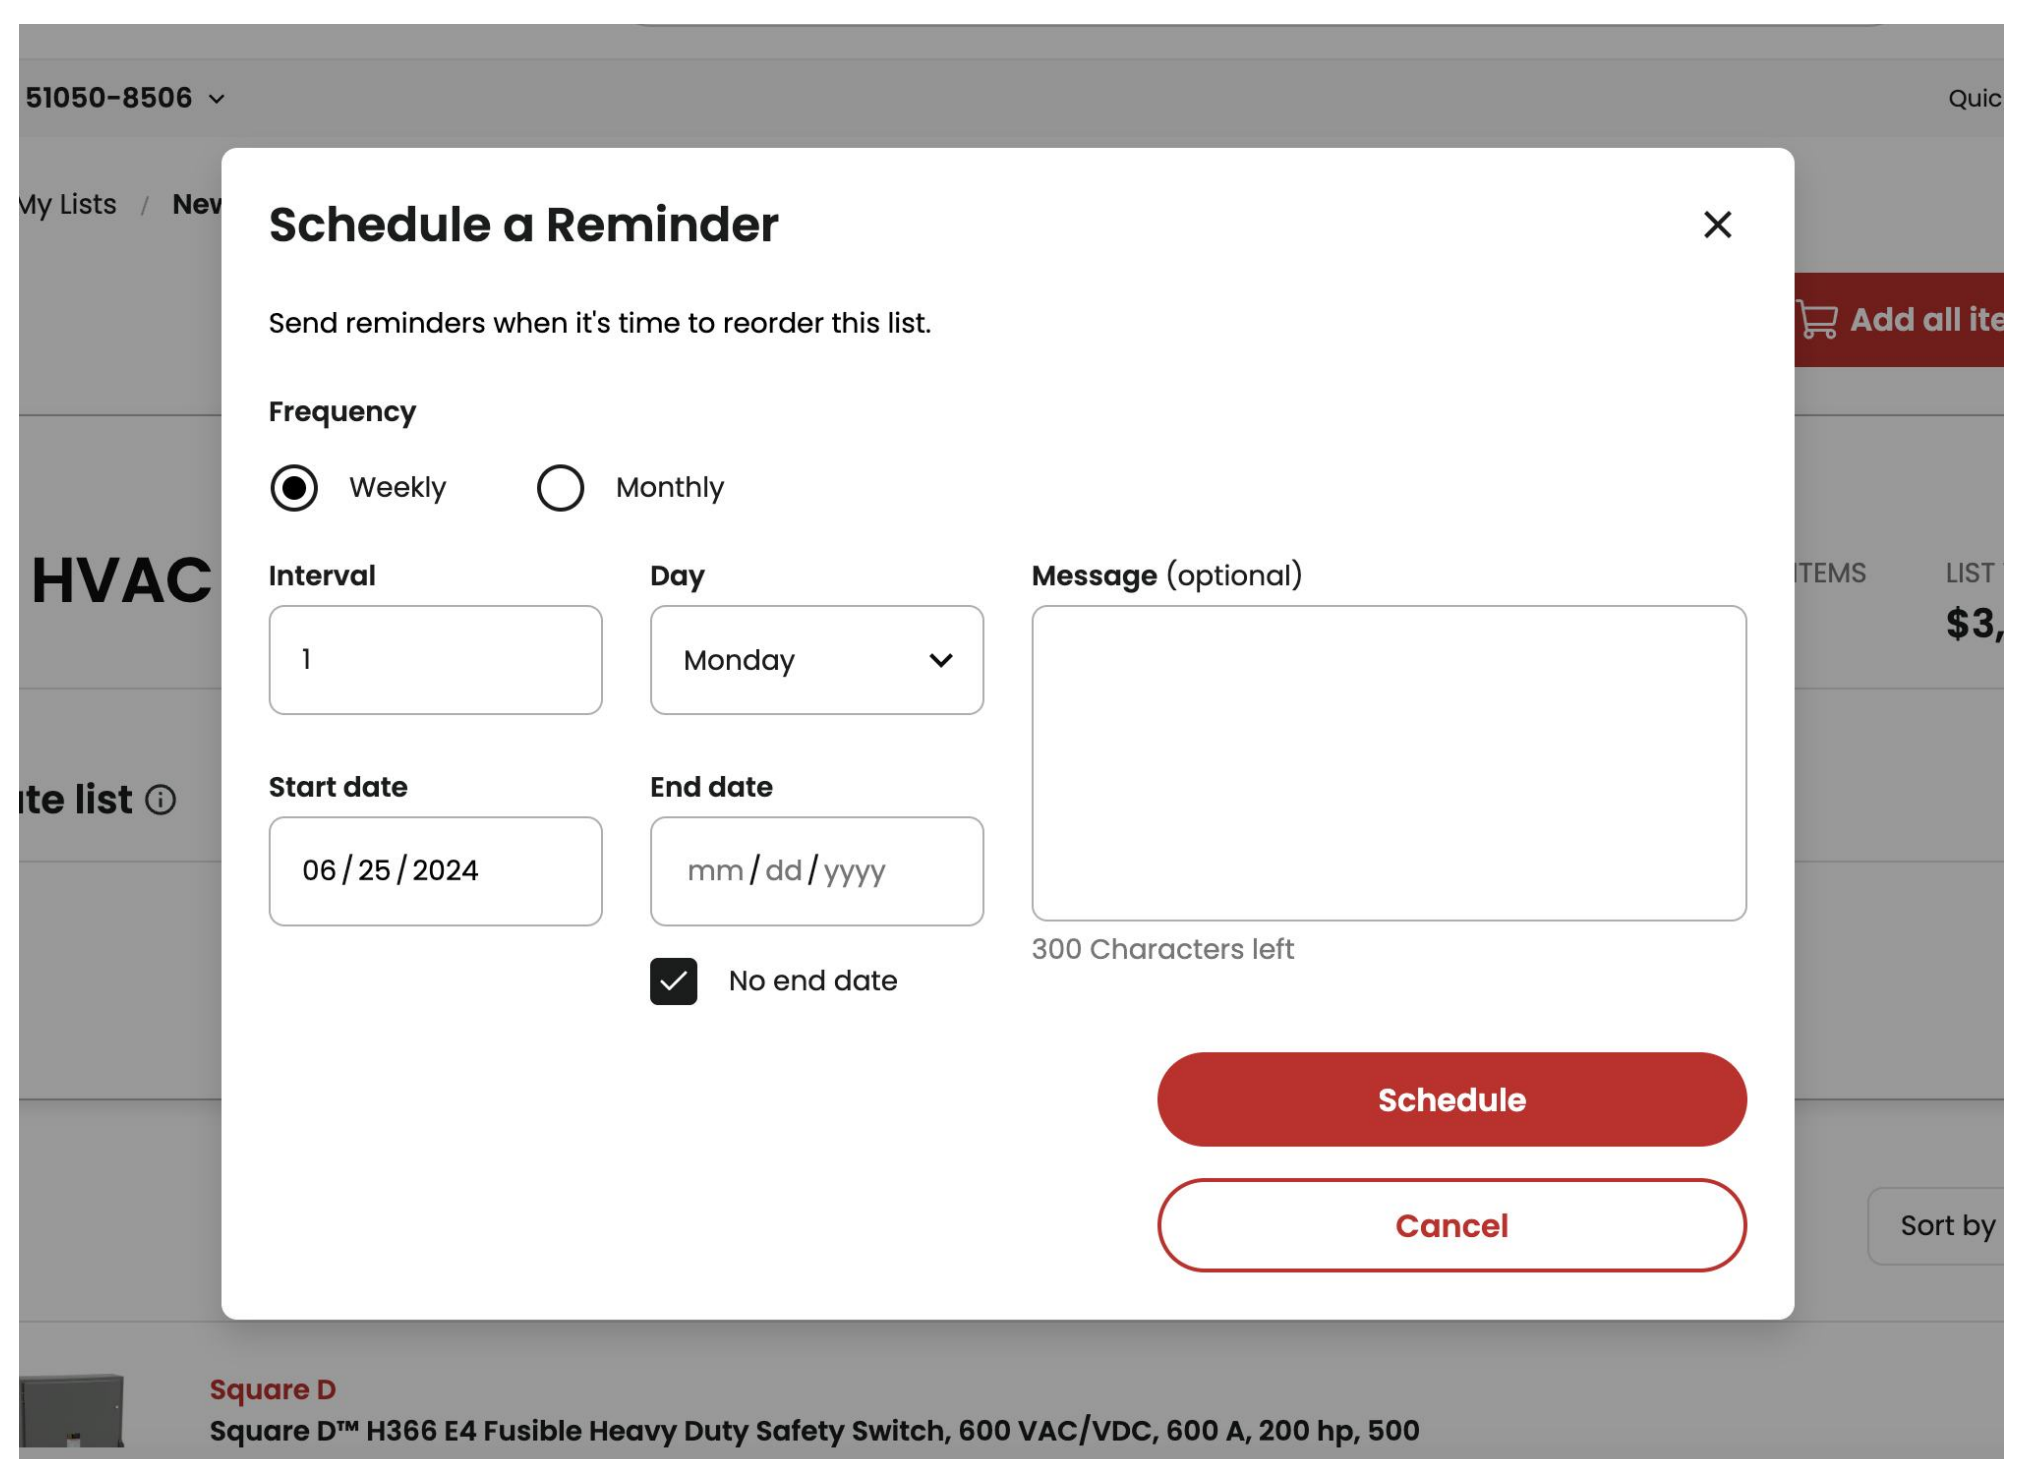 51050-8506
Quic
My Lists / New
Schedule a Reminder
Send reminders when it's time to reorder this list.
Add all ite
Frequency
Weekly Monthly
HVAC
Interval Day Message (optional)
ITEMS LIST
$3,
1 Monday
Start date End date
te list
06/25/2024 mm/dd/yyyy
300 Characters left
No end date
Schedule
Cancel
Sort by
Square D
Square D™ H366 E4 Fusible Heavy Duty Safety Switch, 600 VAC/VDC, 600 A, 200 hp, 500